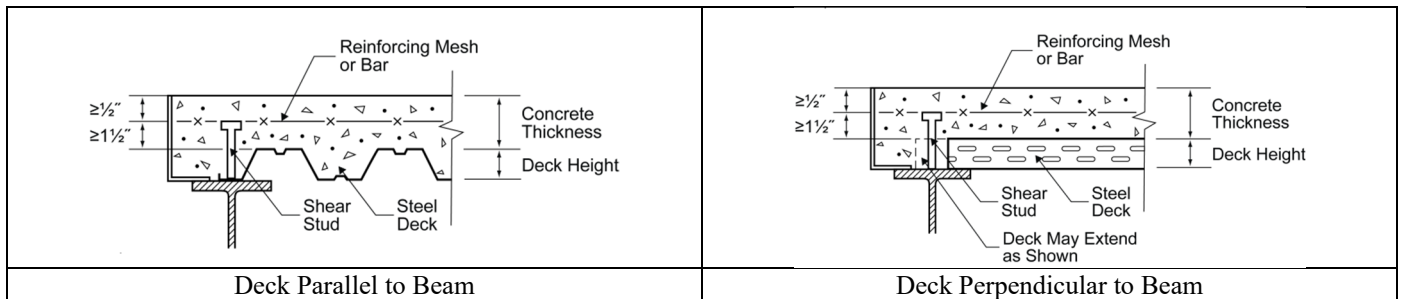 Reinforcing Mesh
or Bar
≥½″
≥1½″
Concrete
Thickness
Deck Height
Shear
Stud
Steel
Deck
Deck Parallel to Beam
Reinforcing Mesh
or Bar
≥½″
≥1½″
Concrete
Thickness
Deck Height
Shear
Stud
Steel
Deck
Deck May Extend
as Shown
Deck Perpendicular to Beam